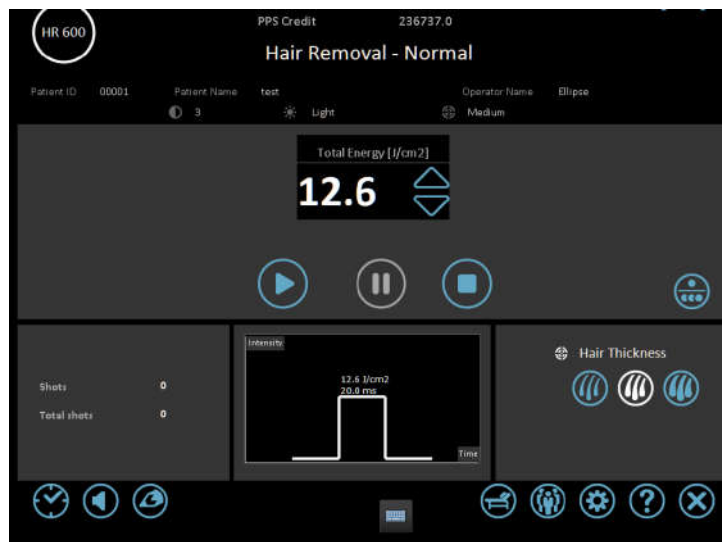 HR 600
PPS Credit 236737.0
Hair Removal - Normal
Patient ID 00001 Patient Name test Operator Name Ellipse
3 Light Medium
Total Energy [J/cm2]
12.6
Intensity
12.6 J/cm2
20.0 ms
Time
Shots 0
Total shots 0
Hair Thickness
?